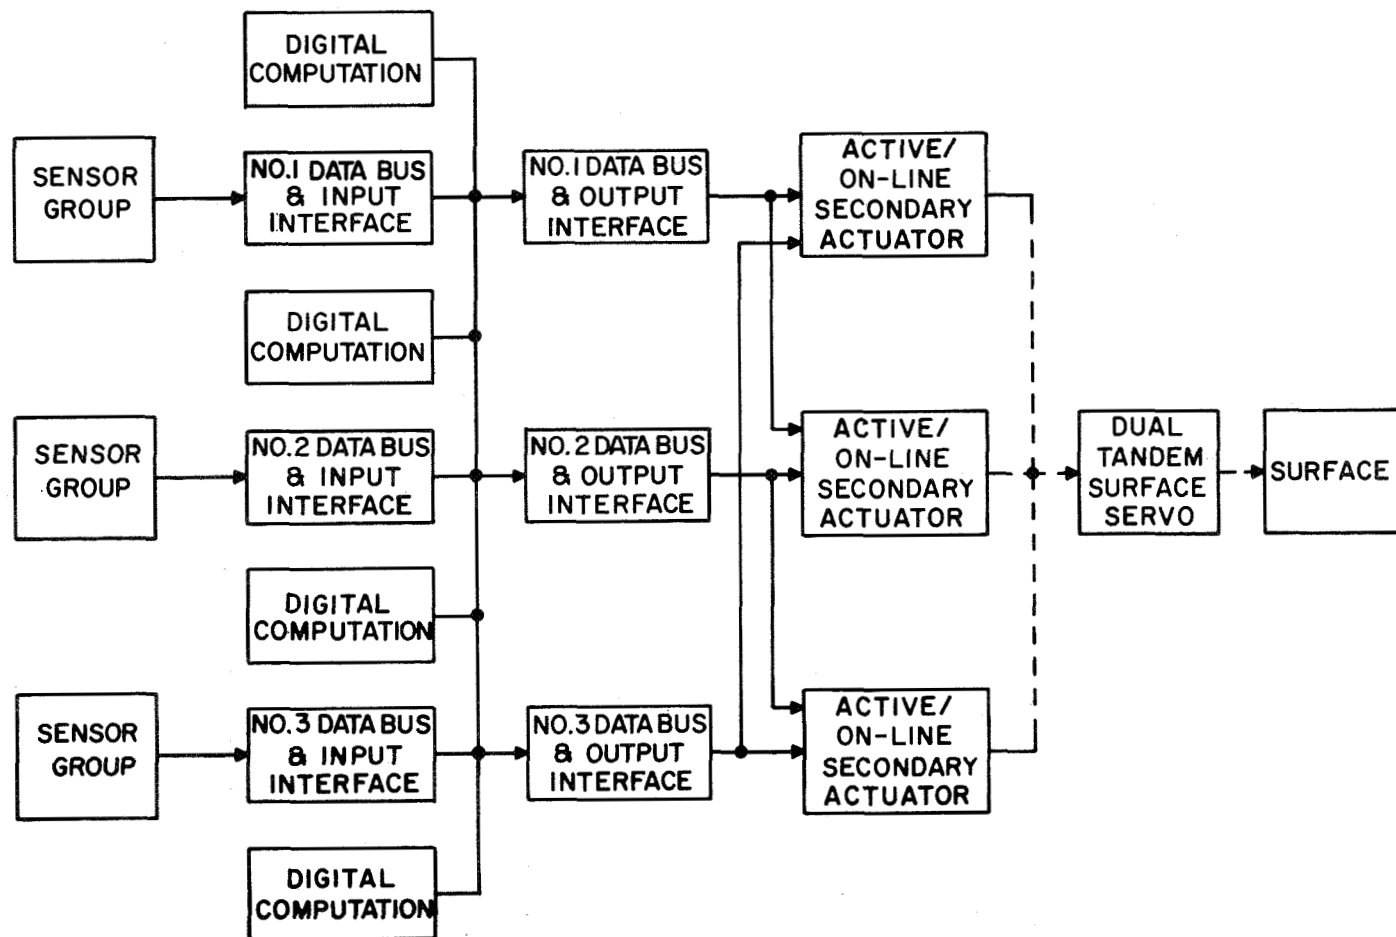 DIGITAL
COMPUTATION
SENSOR
GROUP
NO.1 DATA BUS
& INPUT
INTERFACE
NO.1 DATA BUS
& OUTPUT
INTERFACE
ACTIVE/
ON-LINE
SECONDARY
ACTUATOR
DIGITAL
COMPUTATION
SENSOR
GROUP
NO.2 DATA BUS
& INPUT
INTERFACE
NO.2 DATA BUS
& OUTPUT
INTERFACE
ACTIVE/
ON-LINE
SECONDARY
ACTUATOR
DUAL
TANDEM
SURFACE
SERVO
SURFACE
DIGITAL
COMPUTATION
SENSOR
GROUP
NO.3 DATA BUS
& INPUT
INTERFACE
NO.3 DATA BUS
& OUTPUT
INTERFACE
ACTIVE/
ON-LINE
SECONDARY
ACTUATOR
DIGITAL
COMPUTATION